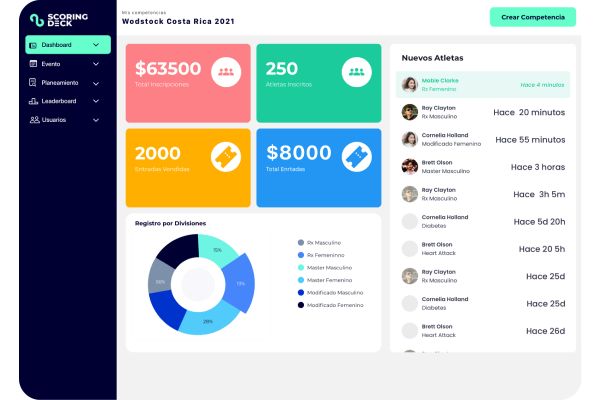 SCORING
DECK
Dashboard
Evento
Planeamiento
Leaderboard
Usuarios
Mis competencias
Wodstock Costa Rica 2021
Crear Competencia
$63500
Total Inscripciones
250
Atletas Inscritos
2000
Entradas Vendidas
$8000
Total Enrtadas
Registro por Divisiones
15%
28%
Rx Masculino
Rx Femeninno
Master Masculino
Master Femenino
Modificado Masculino
Modificado Femenino
Nuevos Atletas
Mobie Clarke
Rx Femenino
Hace 4 minutos
Ray Clayton
Rx Masculino
Hace 20 minutos
Cornelia Holland
Modificado Femenino
Hace 55 minutos
Brett Olson
Master Masculino
Hace 3 horas
Ray Clayton
Rx Masculino
Hace 3h 5m
Cornelia Holland
Diabetes
Hace 5d 20h
Brett Olson
Heart Attack
Hace 20 5h
Ray Clayton
Rx Masculino
Hace 25d
Cornelia Holland
Diabetes
Hace 25d
Brett Olson
Heart Attack
Hace 26d